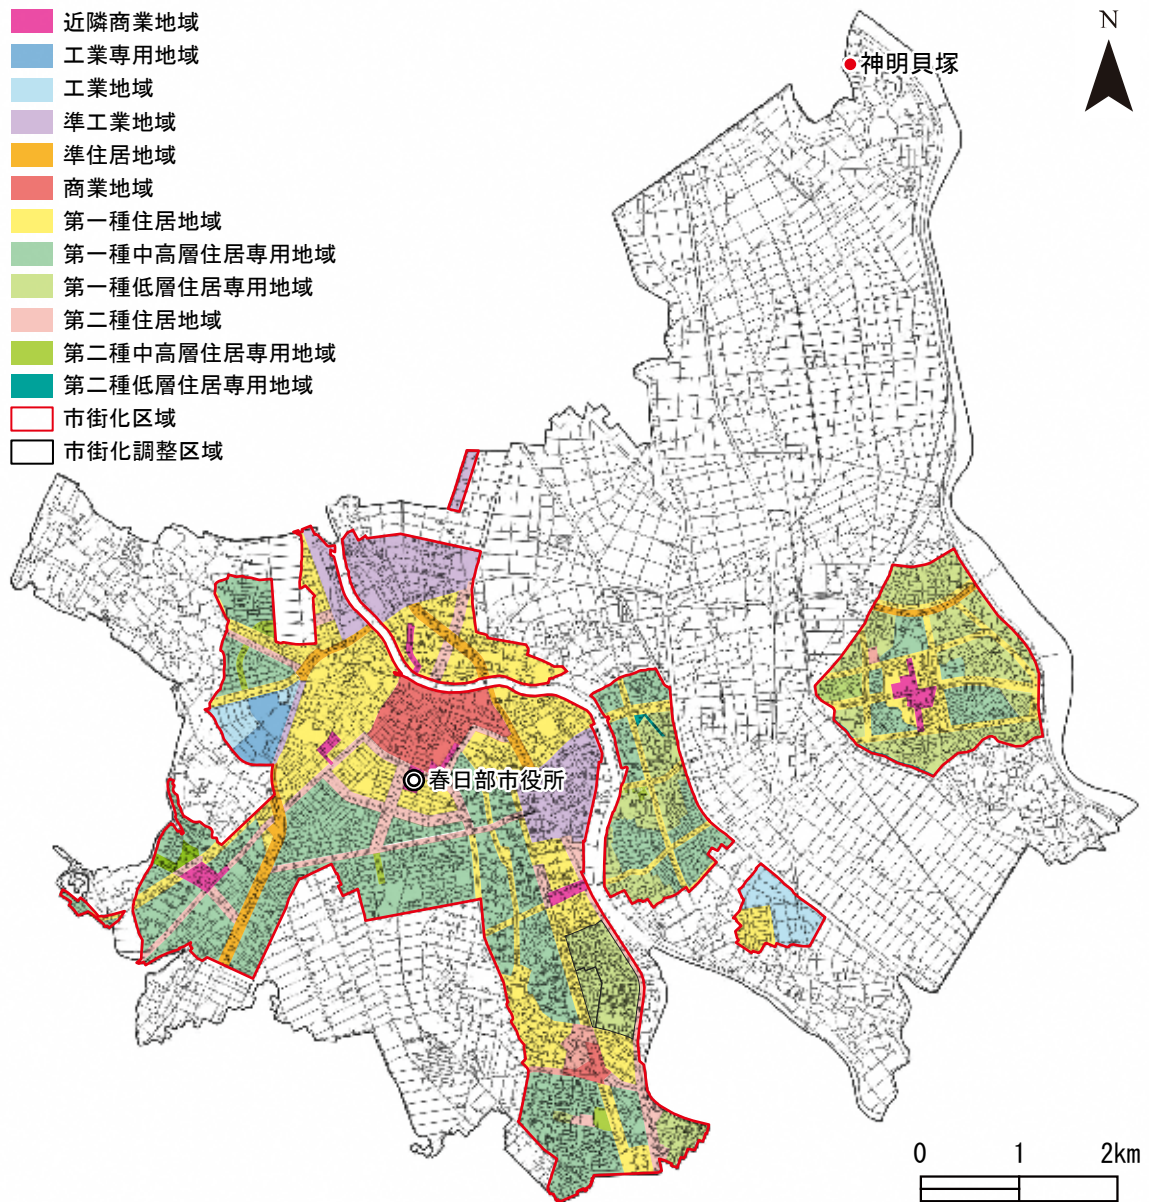 近隣商業地域
工業専用地域
工業地域
準工業地域
準住居地域
商業地域
第一種住居地域
第一種中高層住居専用地域
第一種低層住居専用地域
第二種住居地域
第二種中高層住居専用地域
第二種低層住居専用地域
市街化区域
市街化調整区域
N
神明貝塚
春日部市役所
0 1 2km